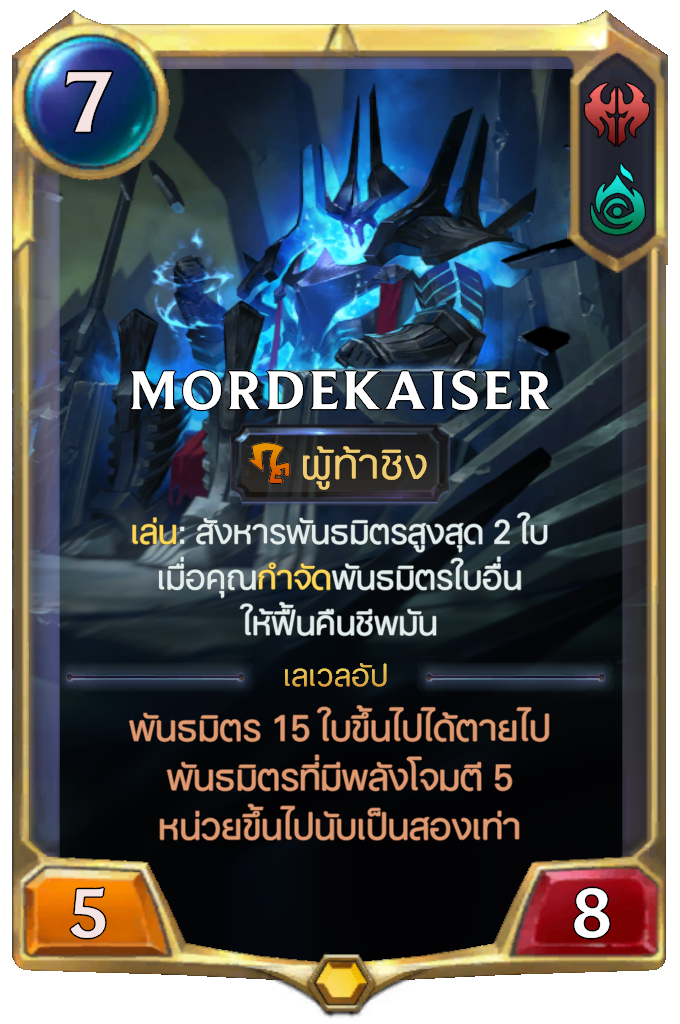 7
MORDEKAISER
ผู้ท้าชิง
เล่น: สังหารพันธมิตรสูงสุด 2 ใบ
เมื่อคุณกำจัดพันธมิตรใบอื่น
ให้ฟื้นคืนชีพมัน
เลเวลอัป
พันธมิตร 15 ใบขึ้นไปได้ตายไป
พันธมิตรที่มีพลังโจมตี 5
หน่วยขึ้นไปนับเป็นสองเท่า
5
8